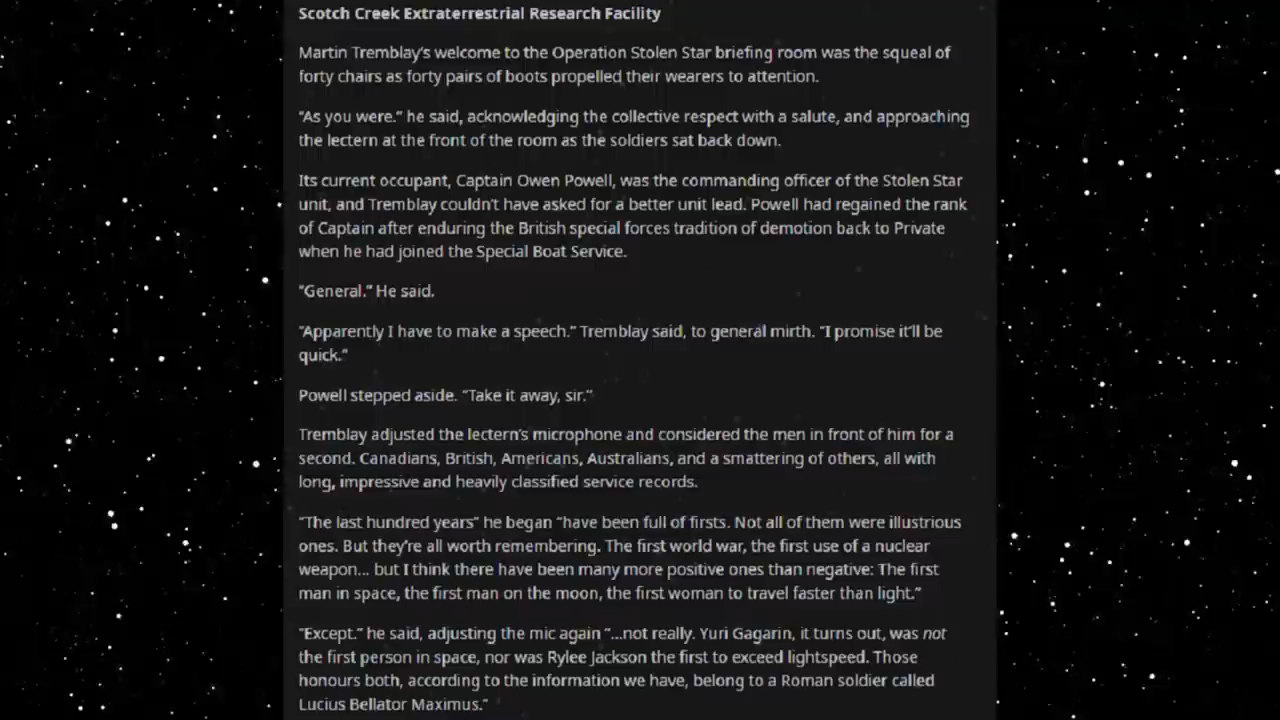 Scotch Creek Extraterrestrial Research Facility
Martin Tremblay's welcome to the Operation Stolen Star briefing room was the squeal of
forty chairs as forty pairs of boots propelled their wearers to attention.
"As you were." he said, acknowledging the collective respect with a salute, and approaching
the lectern at the front of the room as the soldiers sat back down.
Its current occupant, Captain Owen Powell, was the commanding officer of the Stolen Star
unit, and Tremblay couldn't have asked for a better unit lead. Powell had regained the rank
of Captain after enduring the British special forces tradition of demotion back to Private
when he had joined the Special Boat Service.
"General." He said.
"Apparently I have to make a speech." Tremblay said, to general mirth. "I promise it'll be
quick."
Powell stepped aside. "Take it away, sir."
Tremblay adjusted the lectern's microphone and considered the men in front of him for a
second. Canadians, British, Americans, Australians, and a smattering of others, all with
long, impressive and heavily classified service records.
"The last hundred years" he began "have been full of firsts. Not all of them were illustrious
ones. But they're all worth remembering. The first world war, the first use of a nuclear
weapon... but I think there have been many more positive ones than negative: The first
man in space, the first man on the moon, the first woman to travel faster than light."
"Except." he said, adjusting the mic again "...not really. Yuri Gagarin, it turns out, was not
the first person in space, nor was Rylee Jackson the first to exceed lightspeed. Those
honours both, according to the information we have, belong to a Roman soldier called
Lucius Bellator Maximus."